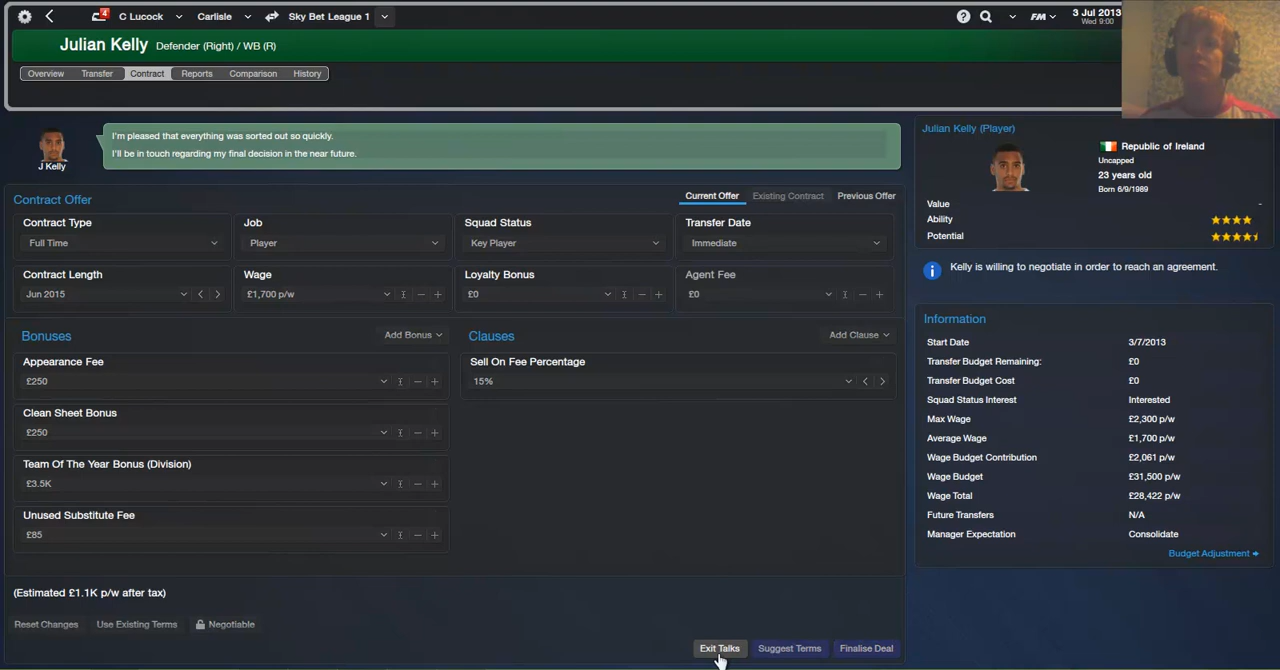 4 C Lucock Carlisle Sky Bet League 1 FM 3 Jul 2013
Wed 9:00
Julian Kelly Defender (Right) / WB (R)
Overview Transfer Contract Reports Comparison History
I'm pleased that everything was sorted out so quickly.
I'll be in touch regarding my final decision in the near future.
J Kelly
Contract Offer Current Offer Existing Contract Previous Offer
Contract Type Job Squad Status Transfer Date
Full Time Player Key Player Immediate
Contract Length Wage Loyalty Bonus Agent Fee
Jun 2015 £1,700 p/w £0 £0
Bonuses Add Bonus Clauses Add Clause
Appearance Fee Sell On Fee Percentage
£250 15%
Clean Sheet Bonus
£250
Team Of The Year Bonus (Division)
£3.5K
Unused Substitute Fee
£85
(Estimated £1.1K p/w after tax)
Reset Changes Use Existing Terms Negotiable
Exit Talks Suggest Terms Finalise Deal
Julian Kelly (Player)
Republic of Ireland
Uncapped
23 years old
Born 6/9/1989
Value -
Ability
Potential
Kelly is willing to negotiate in order to reach an agreement.
Information
Start Date 3/7/2013
Transfer Budget Remaining: £0
Transfer Budget Cost £0
Squad Status Interest Interested
Max Wage £2,300 p/w
Average Wage £1,700 p/w
Wage Budget Contribution £2,061 p/w
Wage Budget £31,500 p/w
Wage Total £28,422 p/w
Future Transfers N/A
Manager Expectation Consolidate
Budget Adjustment